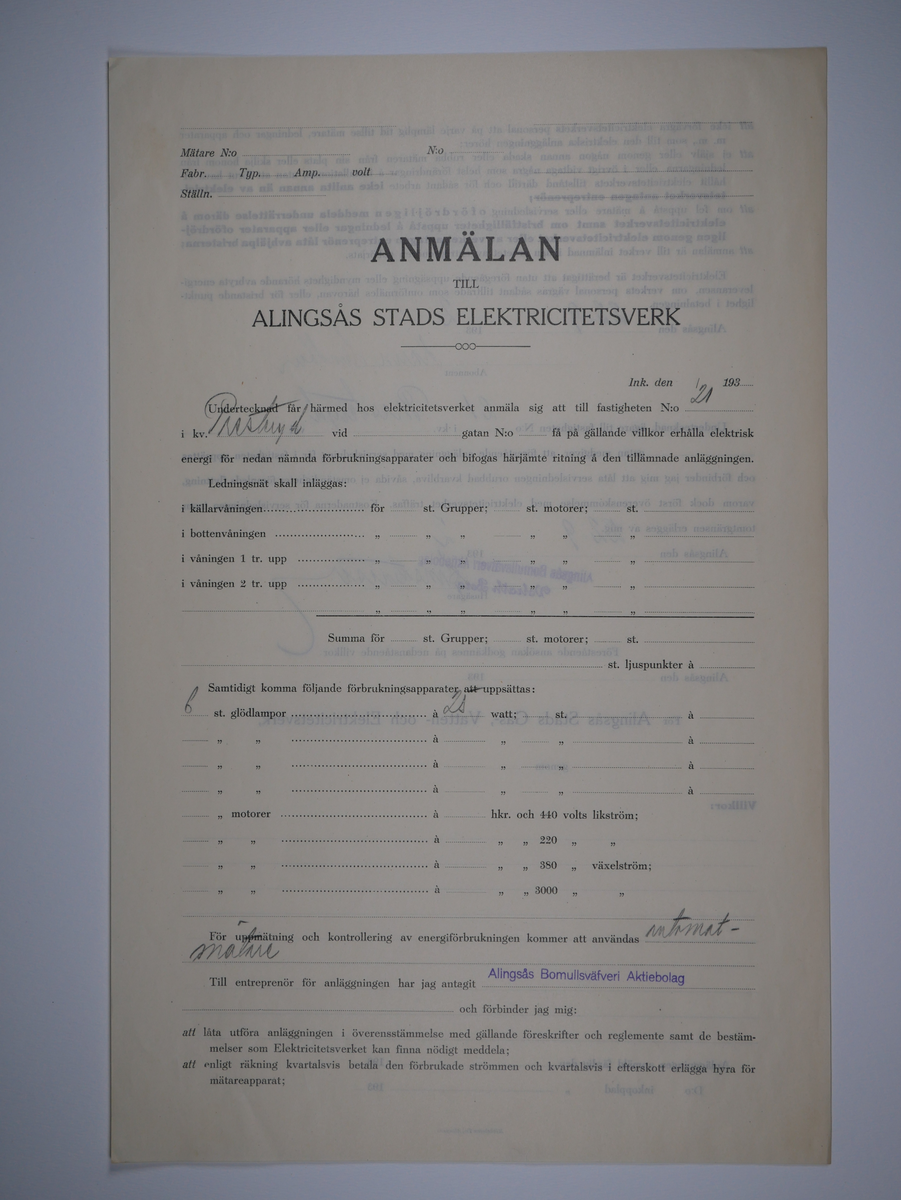 Mätare N:o N:o
Fabr. Typ. Amp. volt.
Ställn.
ANMÄLAN
TILL
ALINGSÅS STADS ELEKTRICITETSVERK
Ink. den / 21 193
Undertecknad får härmed hos elektricitetsverket anmäla sig att till fastigheten N:o
i kv. vid gatan N:o få på gällande villkor erhålla elektrisk
energi för nedan nämnda förbrukningsapparater och bifogas härjämte ritning å den tillämnade anläggningen.
Ledningsnät skall inläggas:
i källarvåningen för st. Grupper; st. motorer; st.
i bottenvåningen „ „ „ „ „ „
i våningen 1 tr. upp „ „ „ „ „ „
i våningen 2 tr. upp „ „ „ „ „ „
„ „ „ „ „ „
Summa för st. Grupper; st. motorer; st.
st. ljuspunkter à
Samtidigt komma följande förbrukningsapparater att uppsättas:
6 st. glödlampor à 25 watt; st. à
„ „ à „ „ à
„ „ à „ „ à
„ „ à „ „ à
„ motorer à hkr. och 440 volts likström;
„ „ à „ „ 220 „ „
„ „ à „ „ 380 „ växelström;
„ „ à „ „ 3000 „ „
För uppmätning och kontrollering av energiförbrukningen kommer att användas automat-
mätare
Till entreprenör för anläggningen har jag antagit Alingsås Bomullsväfveri Aktiebolag
och förbinder jag mig:
att låta utföra anläggningen i överensstämmelse med gällande föreskrifter och reglemente samt de bestäm-
melser som Elektricitetsverket kan finna nödigt meddela;
att enligt räkning kvartalsvis betala den förbrukade strömmen och kvartalsvis i efterskott erlägga hyra för
mätareapparat;